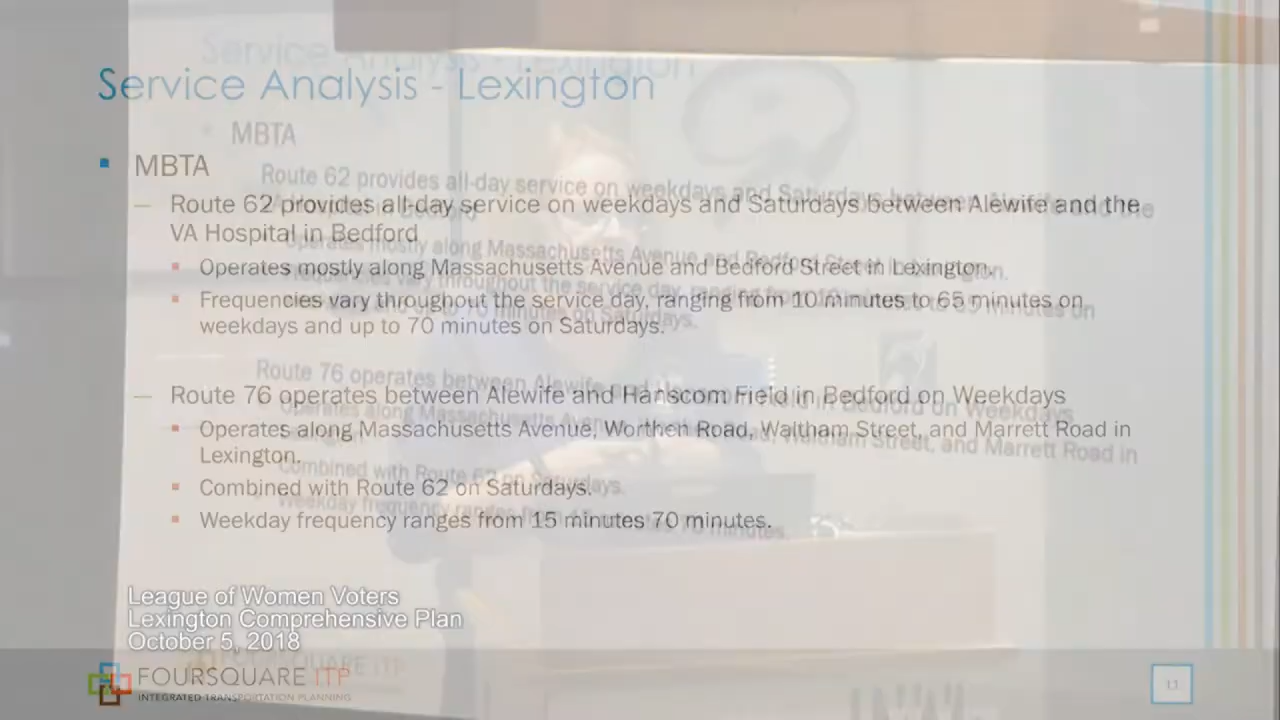 Service Analysis - Lexington
MBTA
Route 62 provides all-day service on weekdays and Saturdays between Alewife and the
VA Hospital in Bedford
Operates mostly along Massachusetts Avenue and Bedford Street in Lexington.
Frequencies vary throughout the service day, ranging from 10 minutes to 65 minutes on
weekdays and up to 70 minutes on Saturdays.
Route 76 operates between Alewife and Hanscom Field in Bedford on Weekdays
Operates along Massachusetts Avenue, Worthen Road, Waltham Street, and Marrett Road in
Lexington.
Combined with Route 62 on Saturdays.
Weekday frequency ranges from 15 minutes 70 minutes.
League of Women Voters
Lexington Comprehensive Plan
October 5, 2018
FOURSQUARE ITP
INTEGRATED TRANSPORTATION PLANNING
11